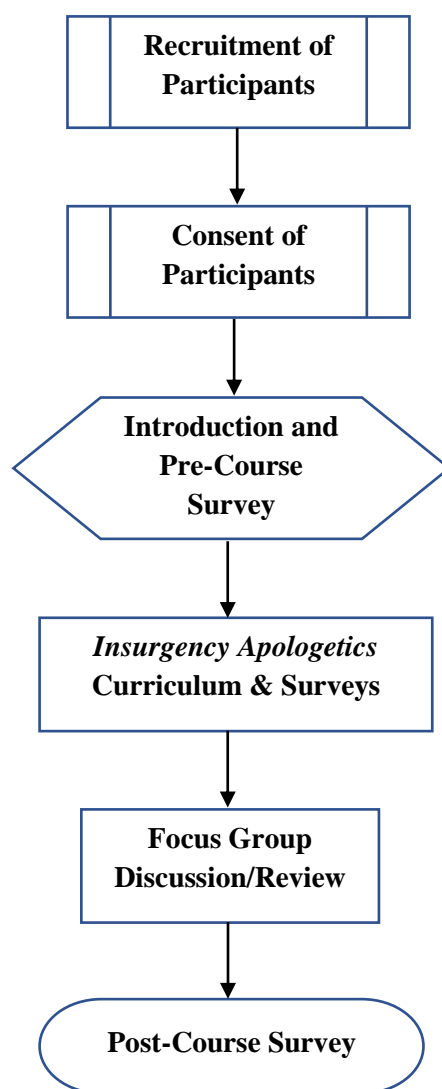 Recruitment of
Participants
Consent of
Participants
Introduction and
Pre-Course
Survey
Insurgency Apologetics
Curriculum & Surveys
Focus Group
Discussion/Review
Post-Course Survey